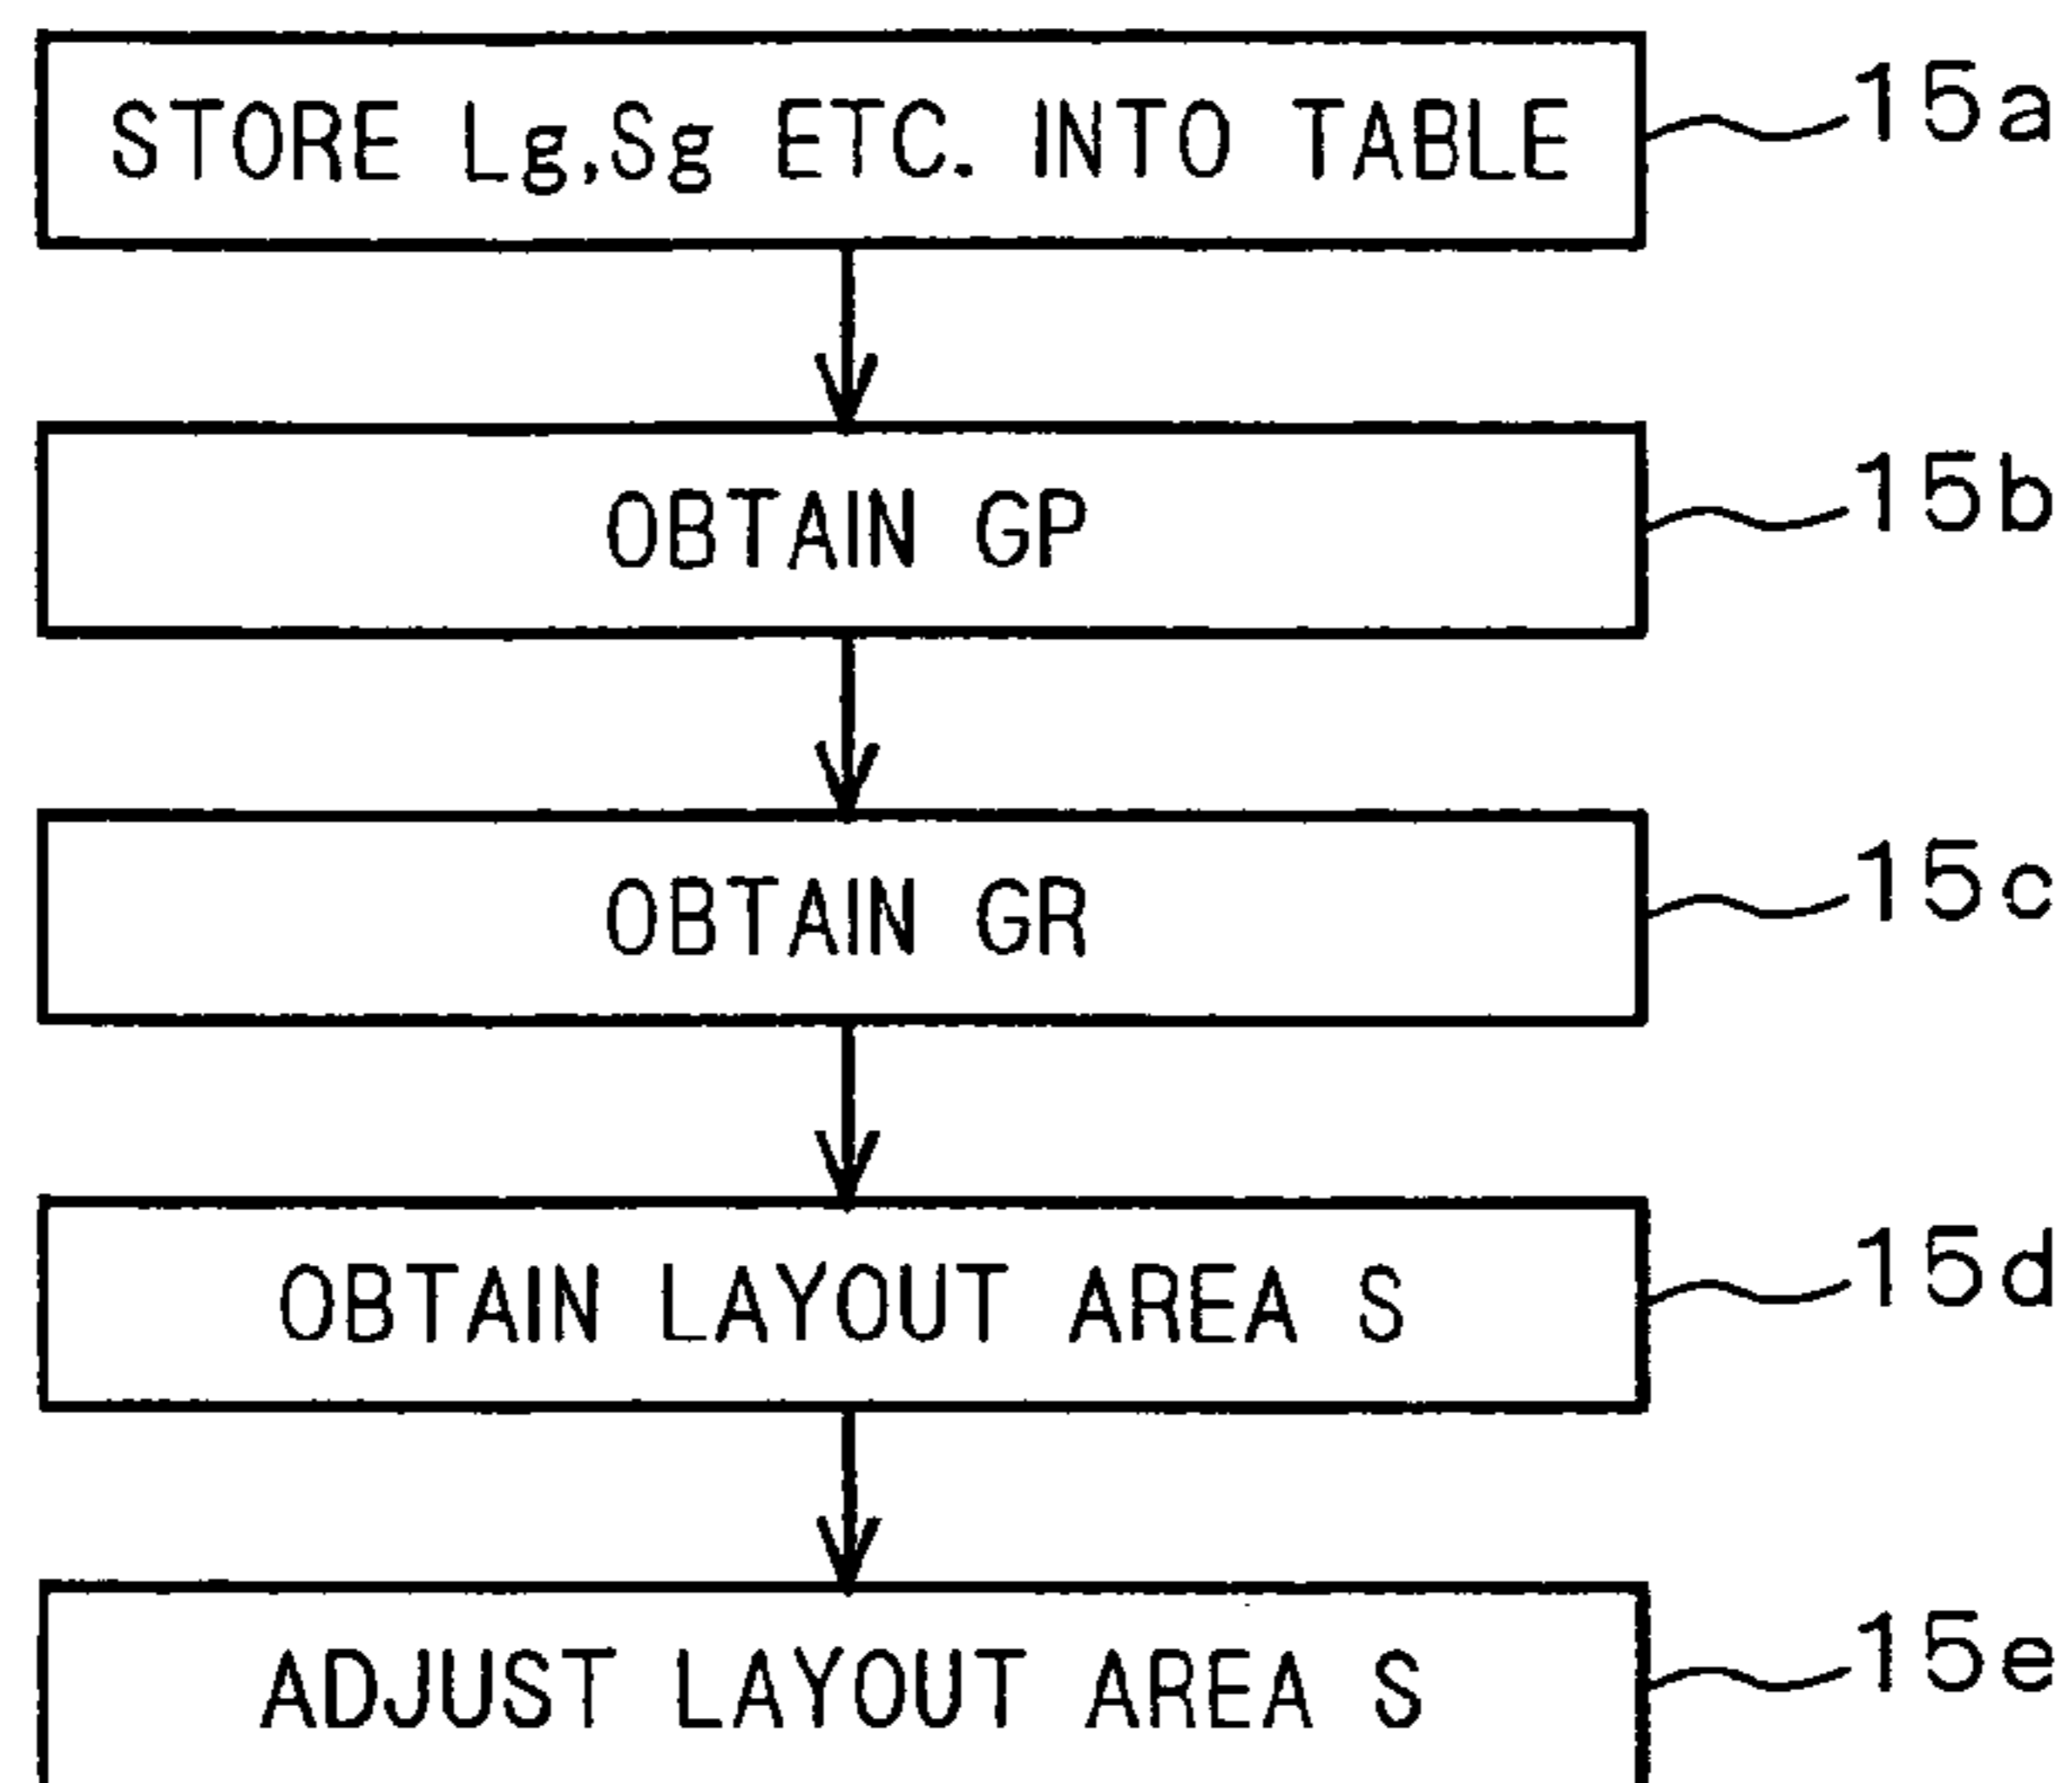 STORE Lg,Sg ETC. INTO TABLE 15a
OBTAIN GP 15b
OBTAIN GR 15c
OBTAIN LAYOUT AREA S 15d
ADJUST LAYOUT AREA S 15e